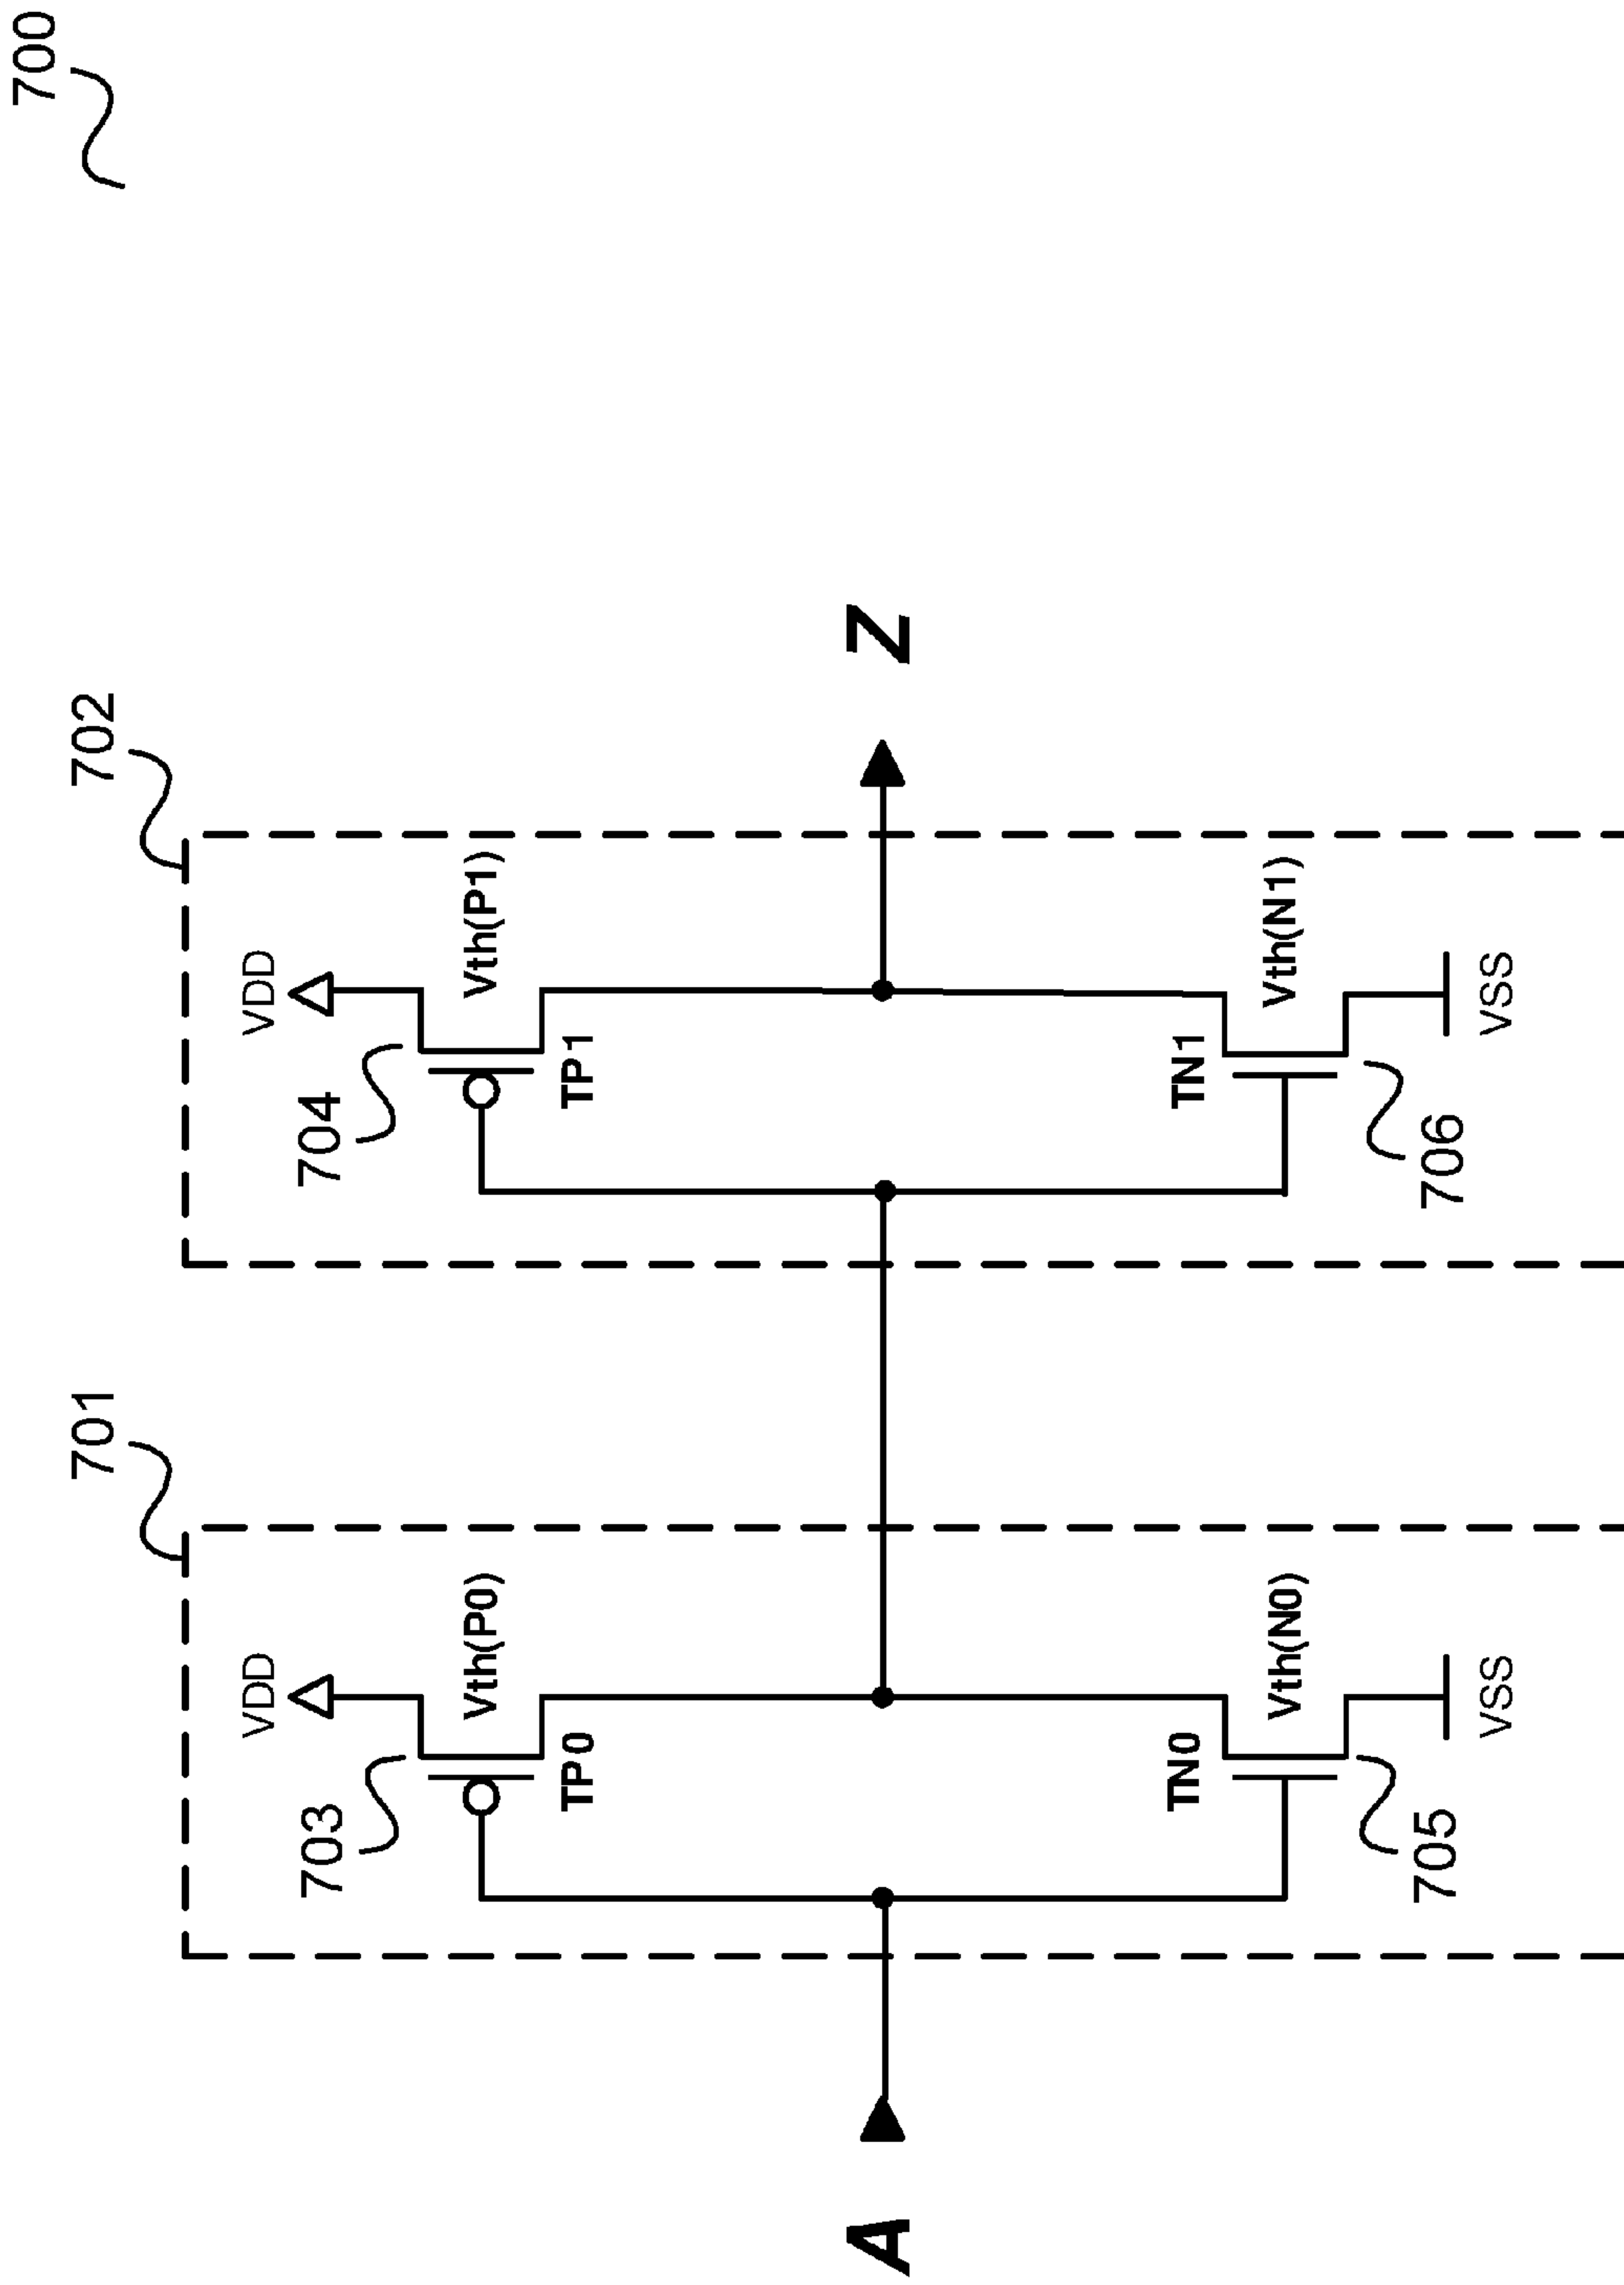 700
701
702
VDD
VDD
703
Vth(P0)
704
Vth(P1)
TP0
TP1
A
Z
TN0
TN1
Vth(N0)
Vth(N1)
705
706
VSS
VSS